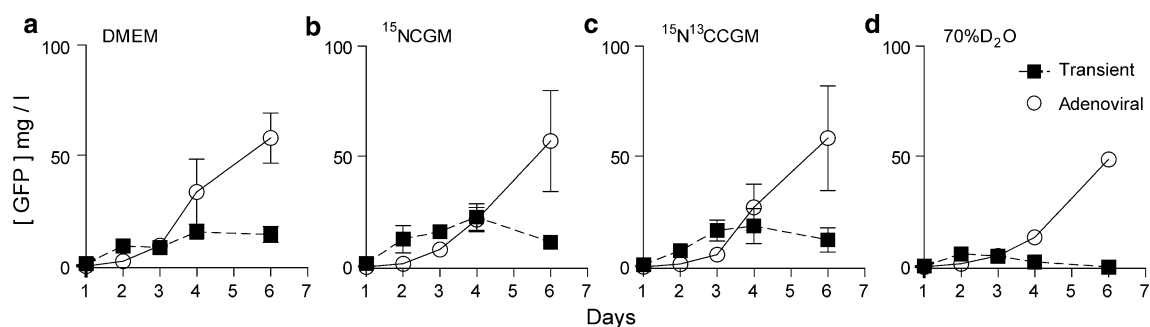 a DMEM
b ¹⁵NCGM
c ¹⁵N¹³CCGM
d 70%D₂O
[ GFP ] mg / l
100
50
0
1 2 3 4 5 6 7
100
50
0
1 2 3 4 5 6 7
100
50
0
1 2 3 4 5 6 7
100
50
0
1 2 3 4 5 6 7
Transient
Adenoviral
Days